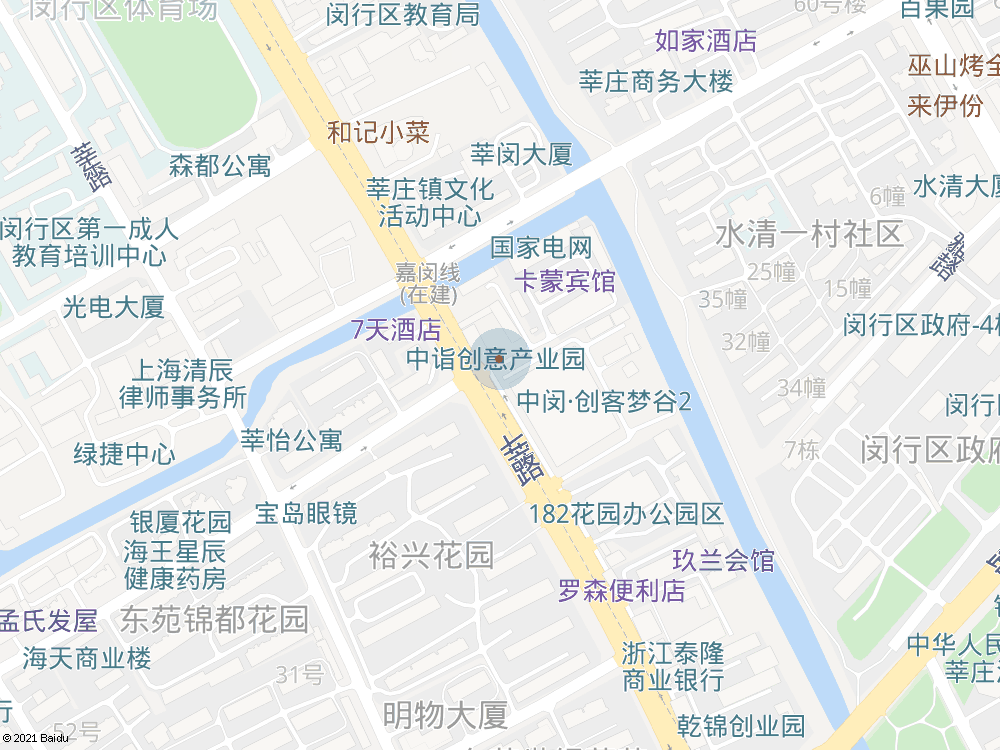 闵行区体育场
闵行区教育局
60号楼
百果园
如家酒店
莘庄商务大楼
巫山烤全
来伊份
和记小菜
莘闵大厦
森都公寓
莘庄镇文化
活动中心
6幢
水清大厦
闵行区第一成人
教育培训中心
国家电网
水清一村社区
嘉闵线
(在建)
卡蒙宾馆
25幢
15幢
35幢
光电大厦
7天酒店
32幢
闵行区政府-4栋
中诣创意产业园
上海清辰
律师事务所
34幢
中闵·创客梦谷2
闵行区
莘怡公寓
绿捷中心
7栋
闵行区政府
宝岛眼镜
182花园办公园区
银厦花园
海王星辰
健康药房
裕兴花园
玖兰会馆
罗森便利店
孟氏发屋
东苑锦都花园
海天商业楼
浙江泰隆
商业银行
中华人民
莘庄
31号
明物大厦
乾锦创业园
行
52号
© 2021 Baidu